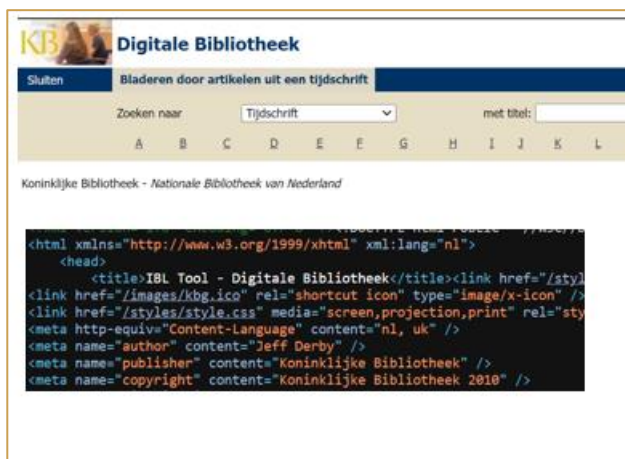 KB
Digitale Bibliotheek
Sluiten Bladeren door artikelen uit een tijdschrift
Zoeken naar Tijdschrift met titel:
A B C D E F G H I J K L
Koninklijke Bibliotheek - Nationale Bibliotheek van Nederland
<html xmlns="http://www.w3.org/1999/xhtml" xml:lang="nl">
<head>
<title>IBL Tool - Digitale Bibliotheek</title><link href="/styl
<link href="/images/kbg.ico" rel="shortcut icon" type="image/x-icon" />
<link href="/styles/style.css" media="screen,projection,print" rel="sty
<meta http-equiv="Content-Language" content="nl, uk" />
<meta name="author" content="Jeff Derby" />
<meta name="publisher" content="Koninklijke Bibliotheek" />
<meta name="copyright" content="Koninklijke Bibliotheek 2010" />